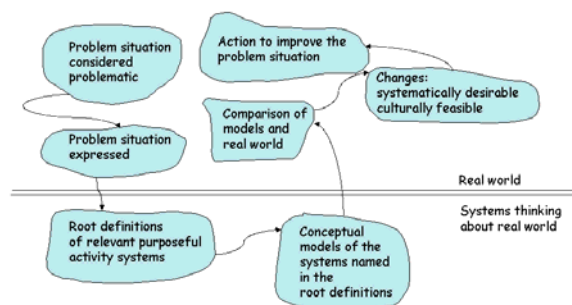 Problem situation
considered
problematic
Problem situation
expressed
Root definitions
of relevant purposeful
activity systems
Conceptual
models of the
systems named
in the
root definitions
Comparison of
models and
real world
Changes:
systematically desirable
culturally feasible
Action to improve the
problem situation
Real world
Systems thinking
about real world